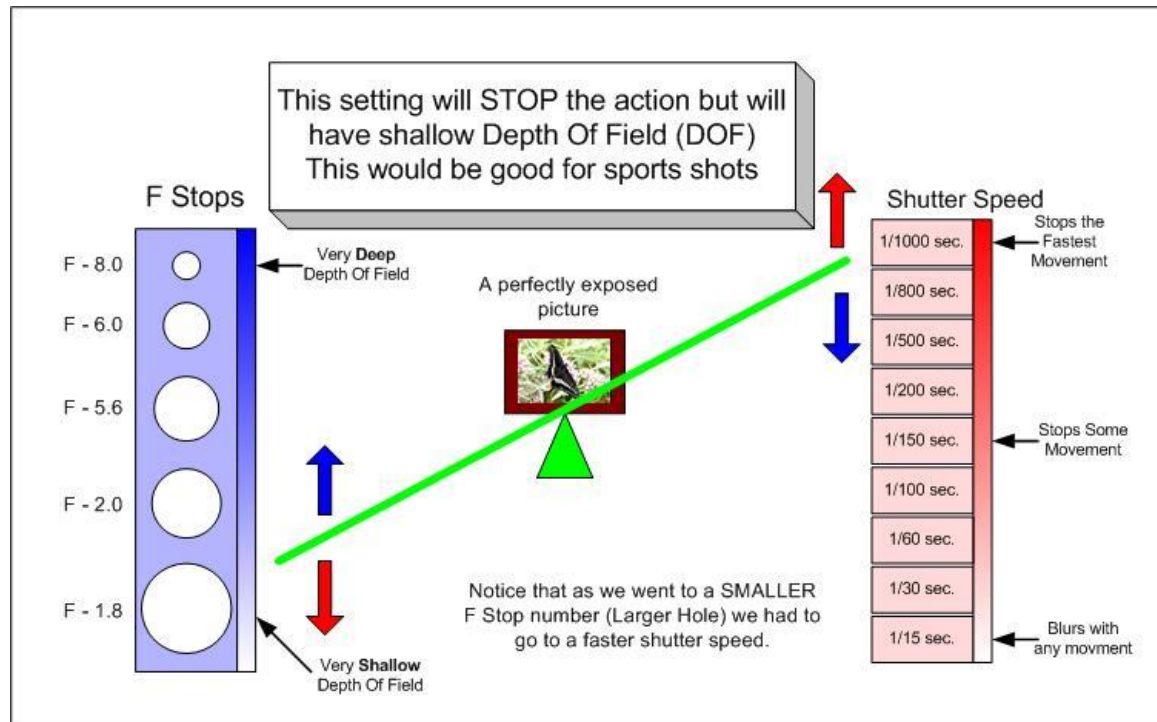 This setting will STOP the action but will
have shallow Depth Of Field (DOF)
This would be good for sports shots
F Stops
F - 8.0
F - 6.0
F - 5.6
F - 2.0
F - 1.8
Very Deep
Depth Of Field
Very Shallow
Depth Of Field
A perfectly exposed
picture
Notice that as we went to a SMALLER
F Stop number (Larger Hole) we had to
go to a faster shutter speed.
Shutter Speed
1/1000 sec.
1/800 sec.
1/500 sec.
1/200 sec.
1/150 sec.
1/100 sec.
1/60 sec.
1/30 sec.
1/15 sec.
Stops the
Fastest
Movement
Stops Some
Movement
Blurs with
any movment